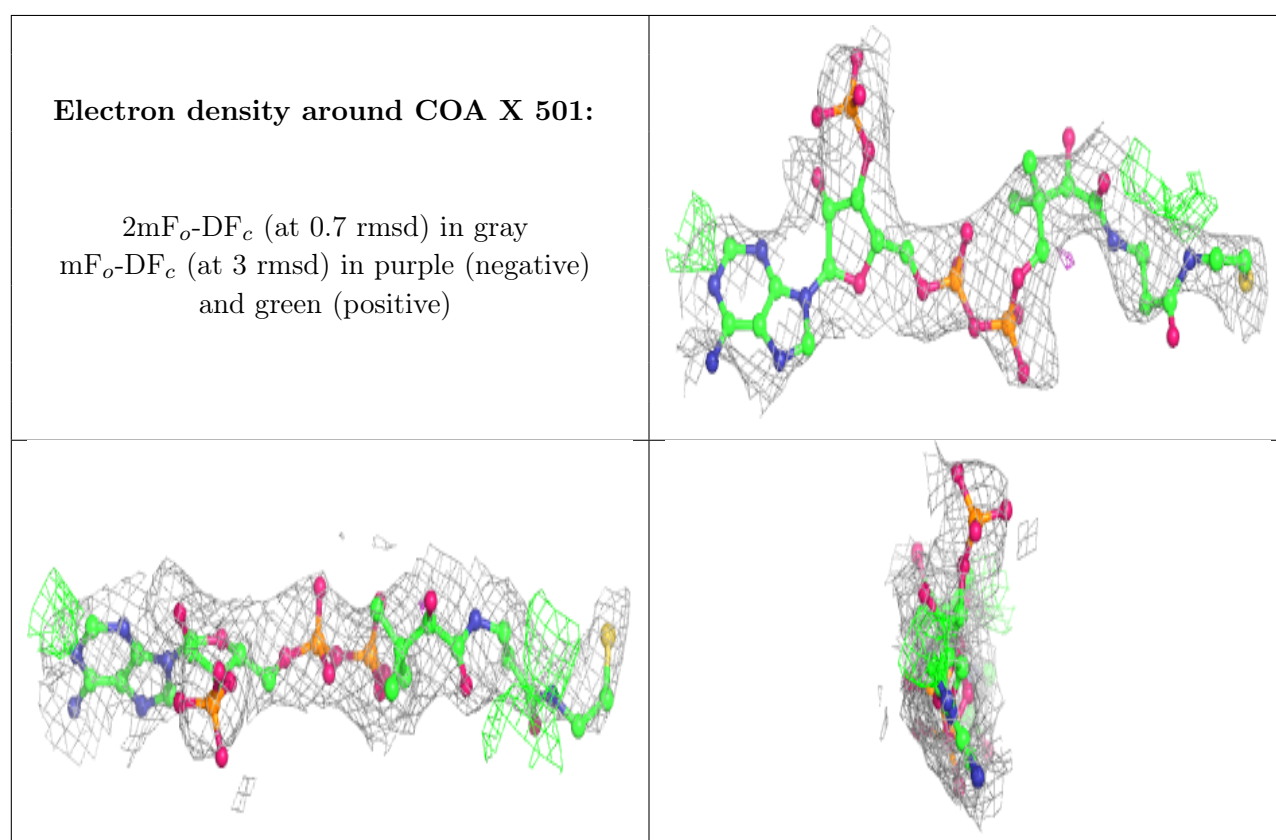 Electron density around COA X 501:
2mFo-DFc (at 0.7 rmsd) in gray
mFo-DFc (at 3 rmsd) in purple (negative)
and green (positive)